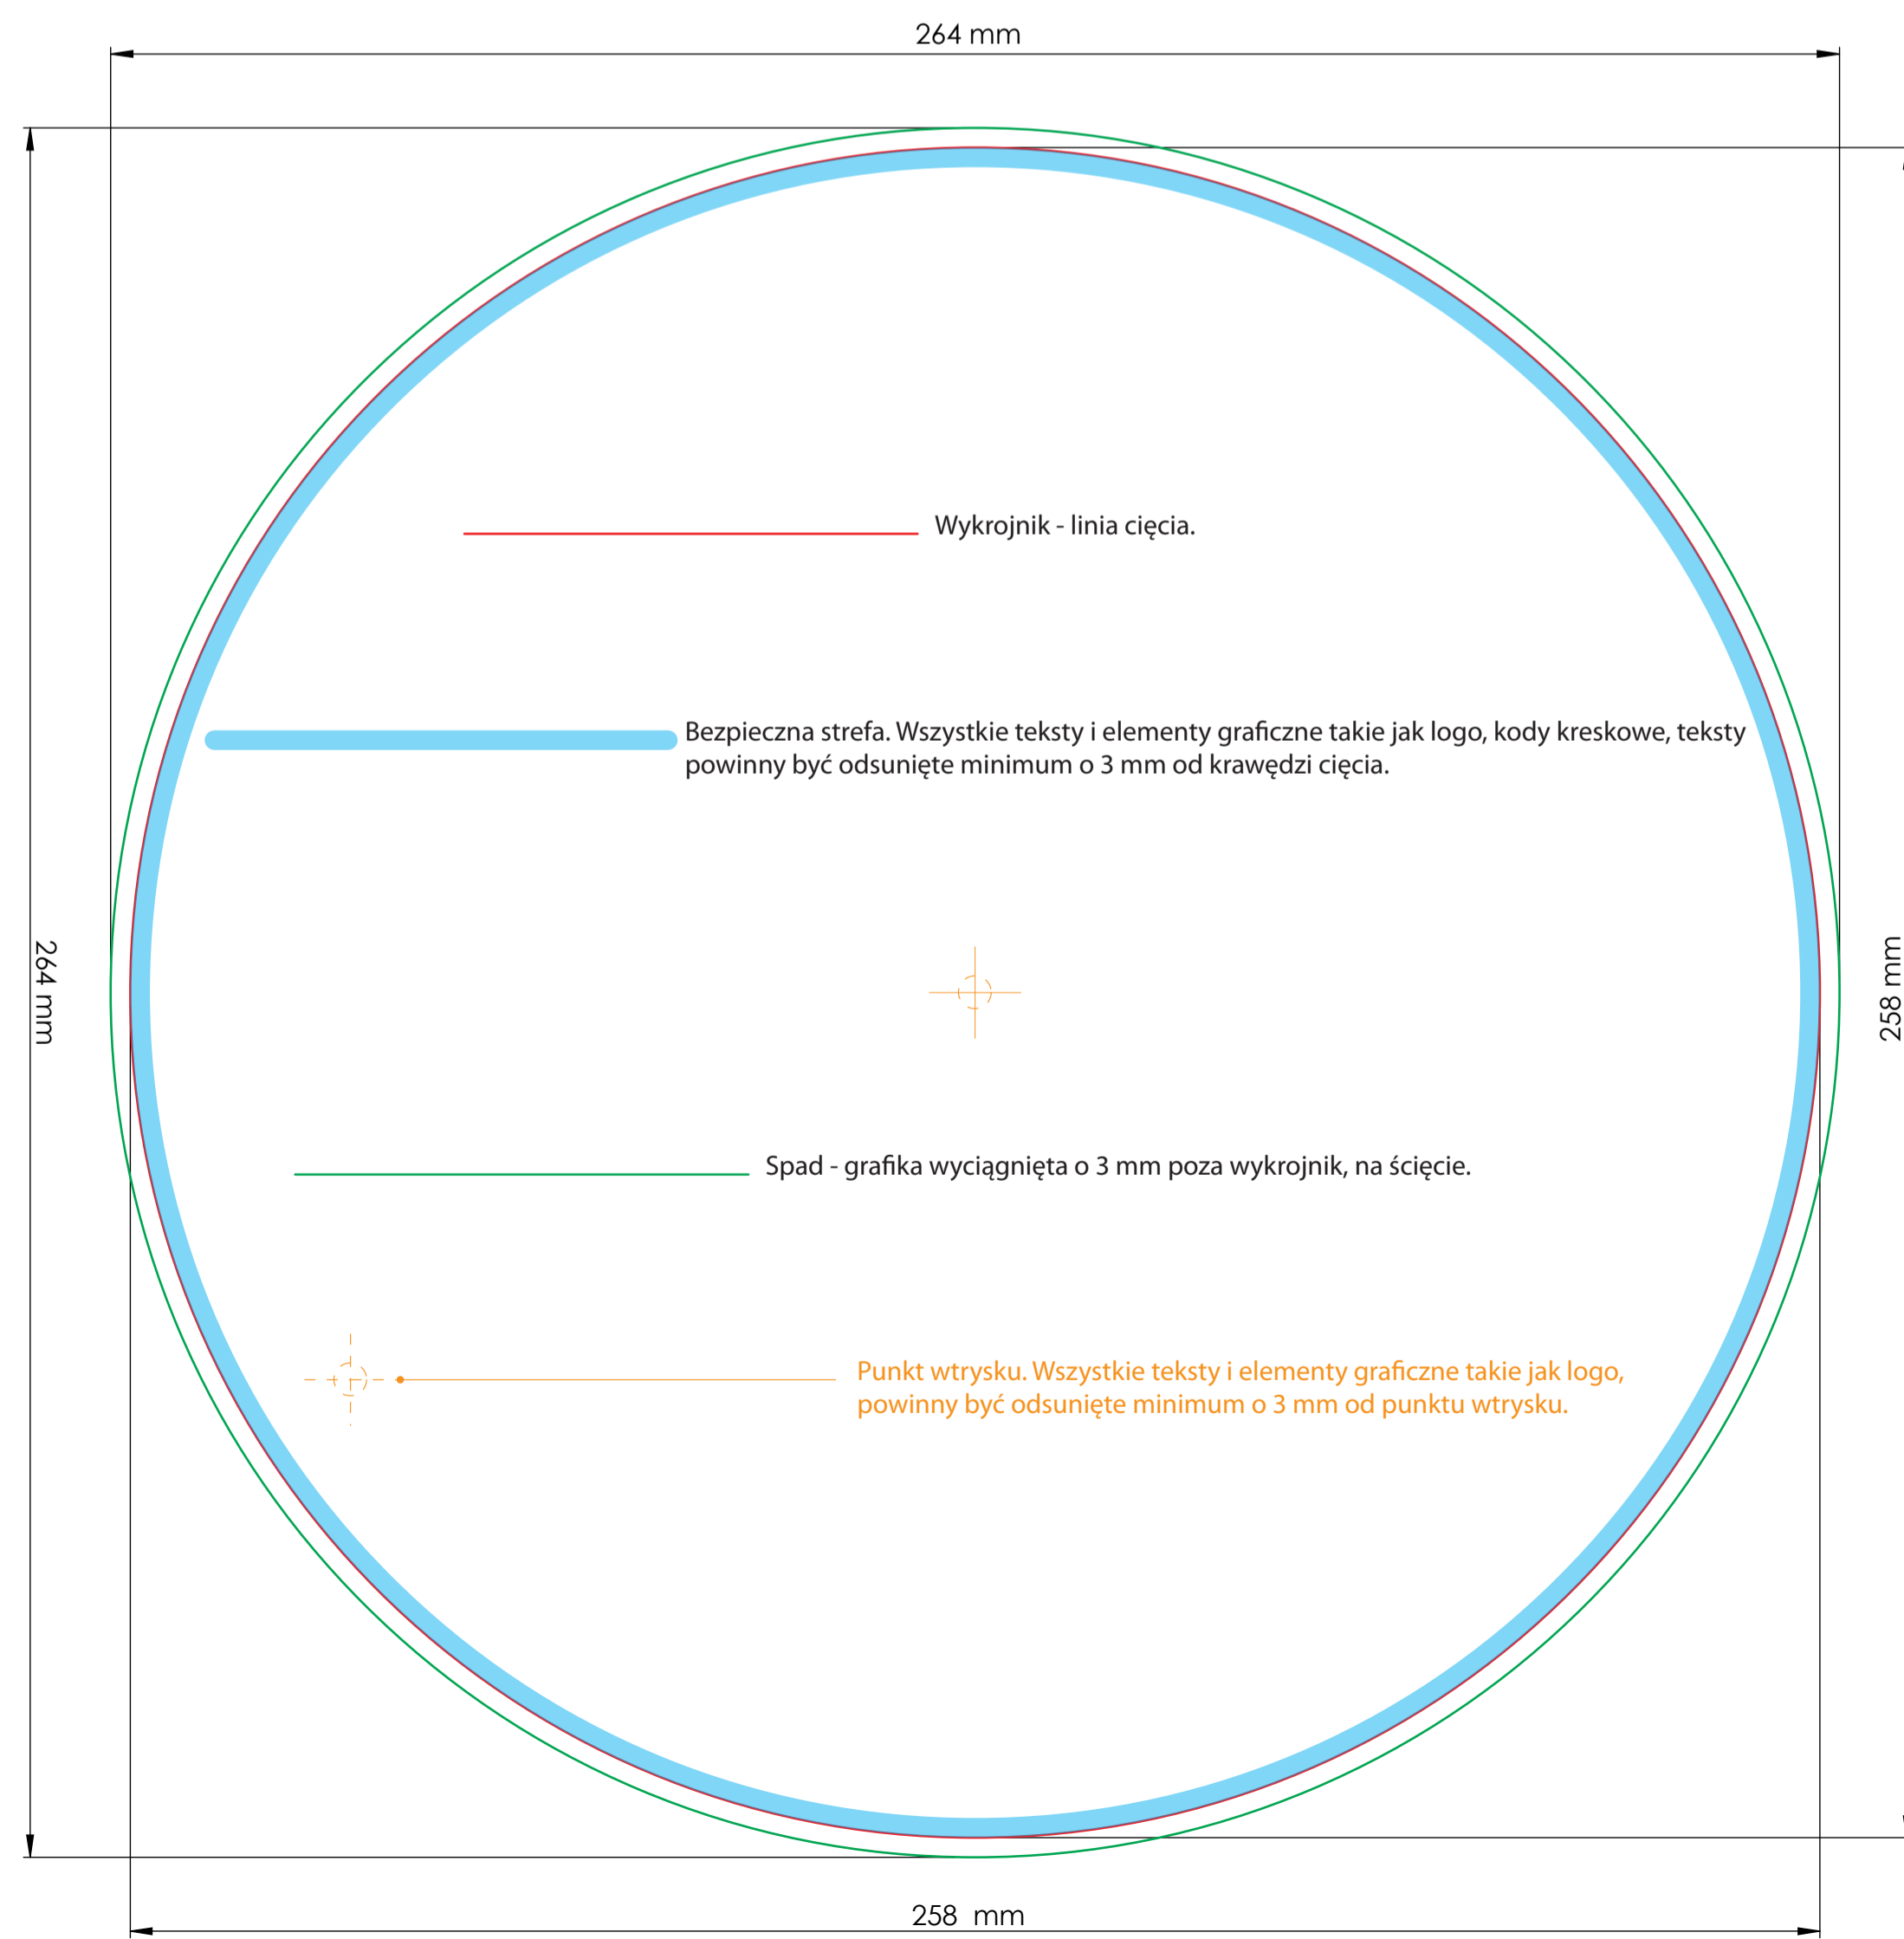 264 mm
Wykrojnik - linia cięcia.
Bezpieczna strefa. Wszystkie teksty i elementy graficzne takie jak logo, kody kreskowe, teksty
powinny być odsunięte minimum o 3 mm od krawędzi cięcia.
264 mm
258 mm
Spad - grafika wyciągnięta o 3 mm poza wykrojnik, na ścięcie.
Punkt wtrysku. Wszystkie teksty i elementy graficzne takie jak logo,
powinny być odsunięte minimum o 3 mm od punktu wtrysku.
258 mm